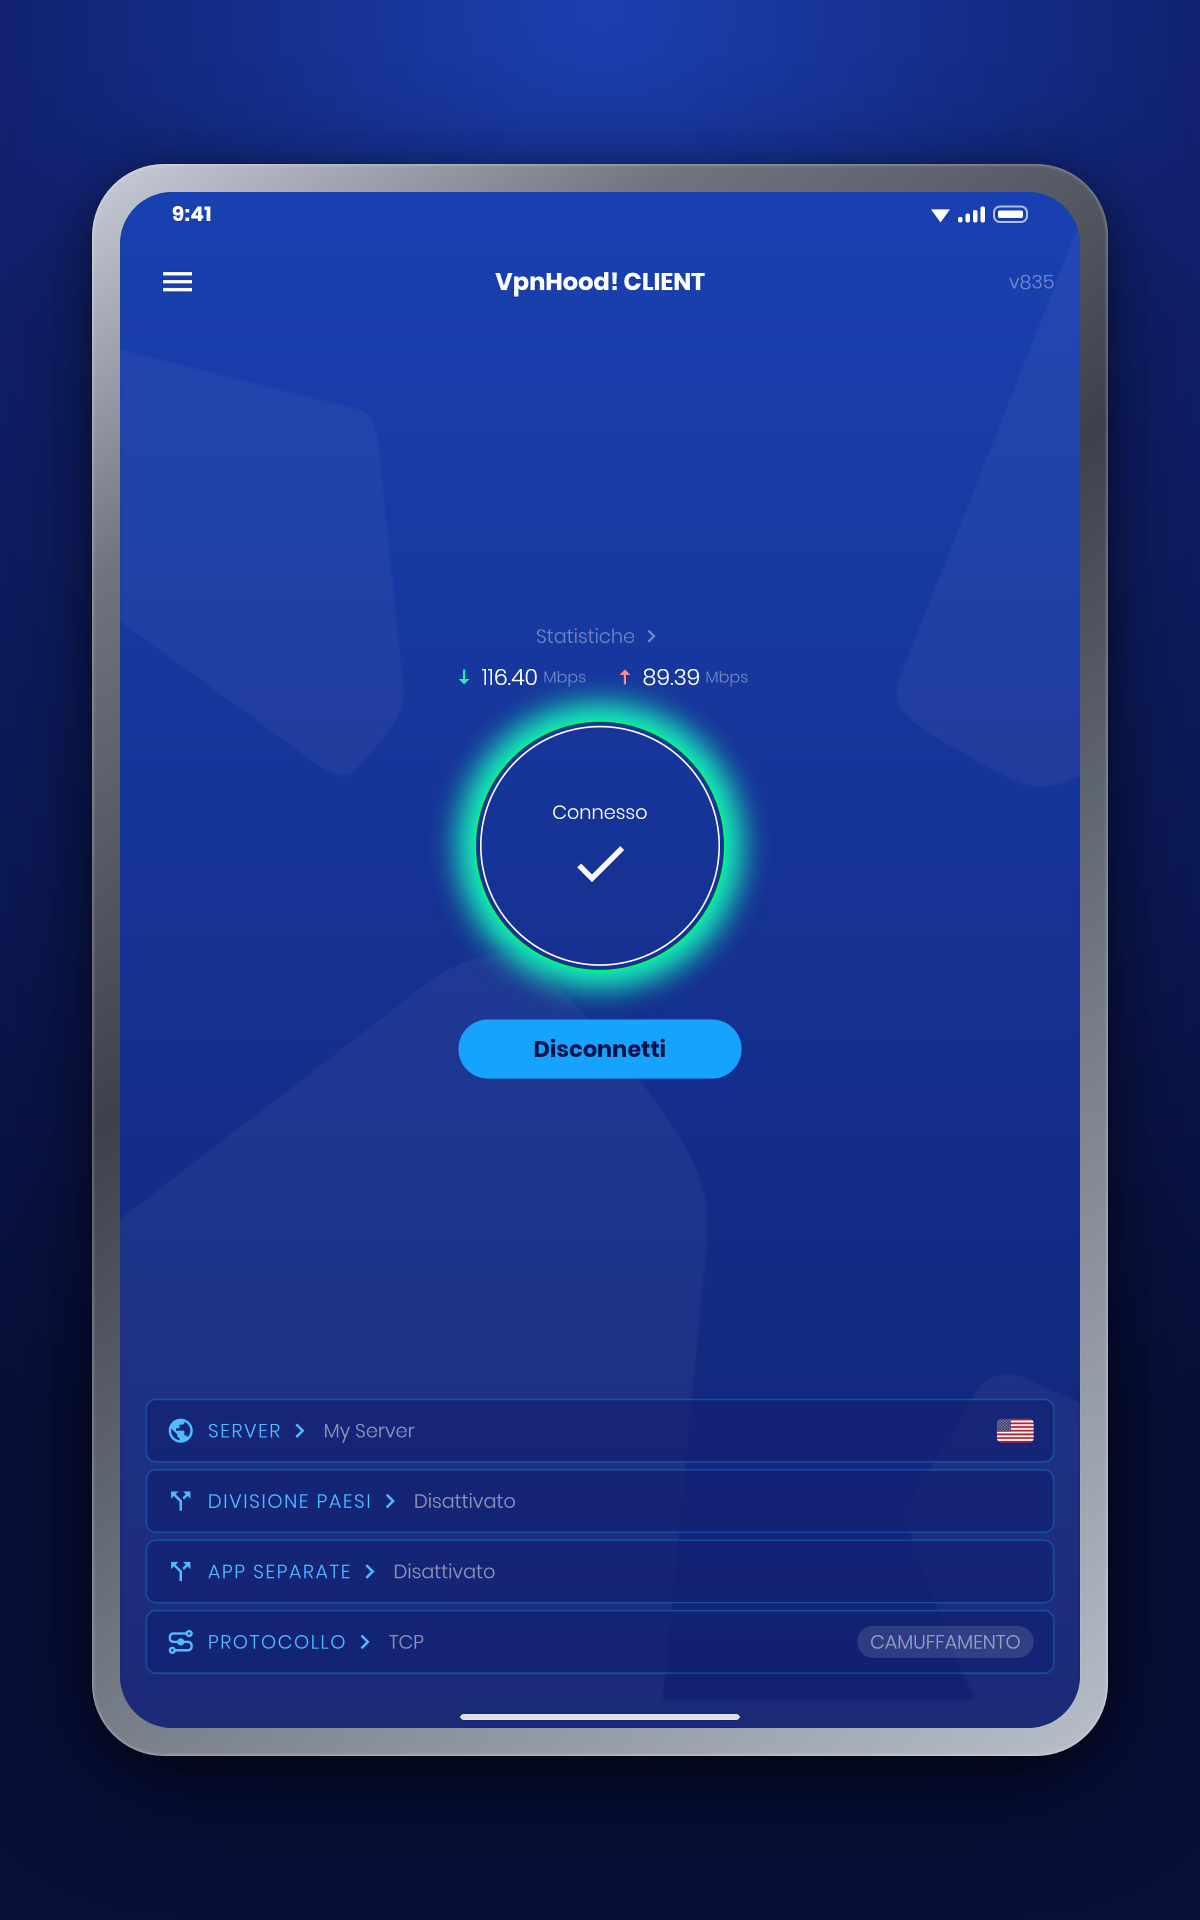 9:41
VpnHood! CLIENT
v835
Statistiche
116.40 Mbps 89.39 Mbps
Connesso
Disconnetti
SERVER My Server
DIVISIONE PAESI Disattivato
APP SEPARATE Disattivato
PROTOCOLLO TCP CAMUFFAMENTO